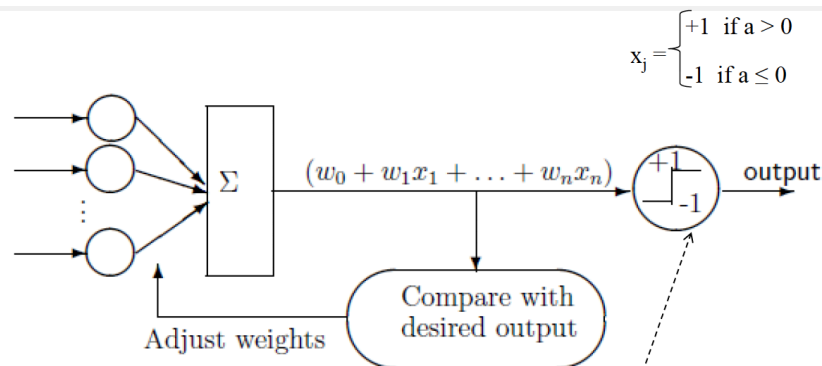 +1 if a > 0
x_j =
-1 if a ≤ 0
Σ
(w_0 + w_1x_1 + . . . + w_nx_n)
+1
-1
output
⋮
Compare with
desired output
Adjust weights